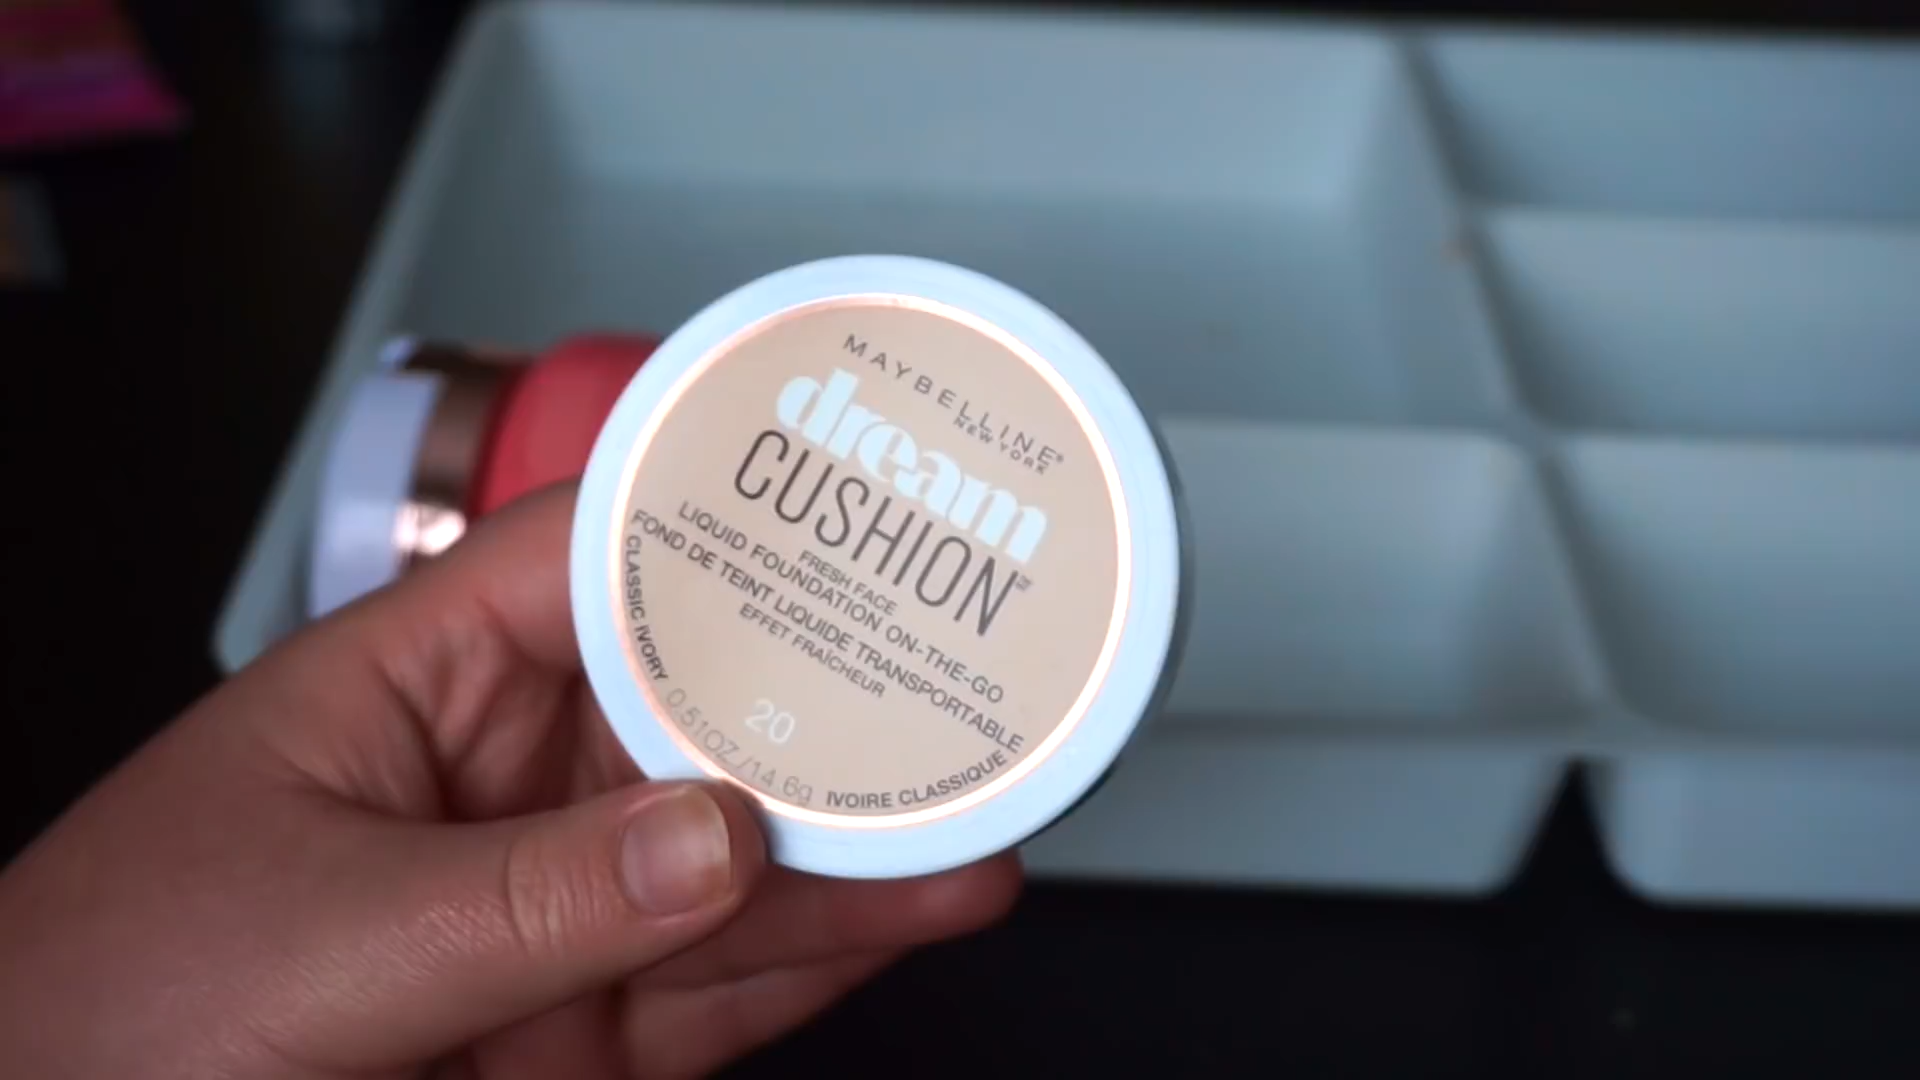 MAYBELLINE®
NEW YORK
dream
CUSHION™
FRESH FACE
LIQUID FOUNDATION ON-THE-GO
FOND DE TEINT LIQUIDE TRANSPORTABLE
EFFET FRAÎCHEUR
20
CLASSIC IVORY
0.51OZ/14.6g
IVOIRE CLASSIQUE